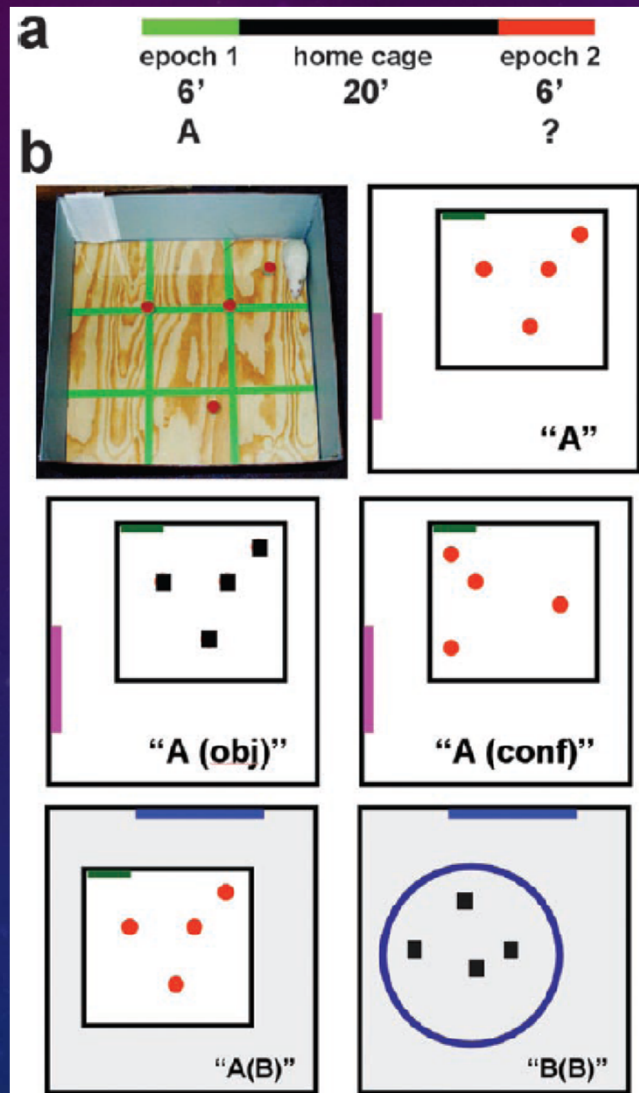 a
epoch 1 home cage epoch 2
6’ 20’ 6’
A ?
b
“A”
“A (obj)” “A (conf)”
“A(B)” “B(B)”